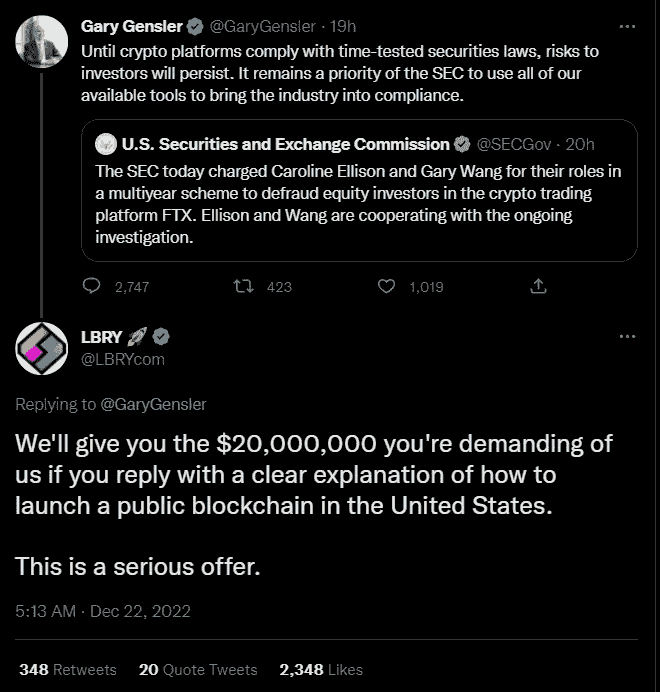 Gary Gensler @GaryGensler · 19h
Until crypto platforms comply with time-tested securities laws, risks to
investors will persist. It remains a priority of the SEC to use all of our
available tools to bring the industry into compliance.
U.S. Securities and Exchange Commission @SECGov · 20h
The SEC today charged Caroline Ellison and Gary Wang for their roles in
a multiyear scheme to defraud equity investors in the crypto trading
platform FTX. Ellison and Wang are cooperating with the ongoing
investigation.
2,747 423 1,019
LBRY 🚀
@LBRYcom
Replying to @GaryGensler
We'll give you the $20,000,000 you're demanding of
us if you reply with a clear explanation of how to
launch a public blockchain in the United States.
This is a serious offer.
5:13 AM · Dec 22, 2022
348 Retweets 20 Quote Tweets 2,348 Likes